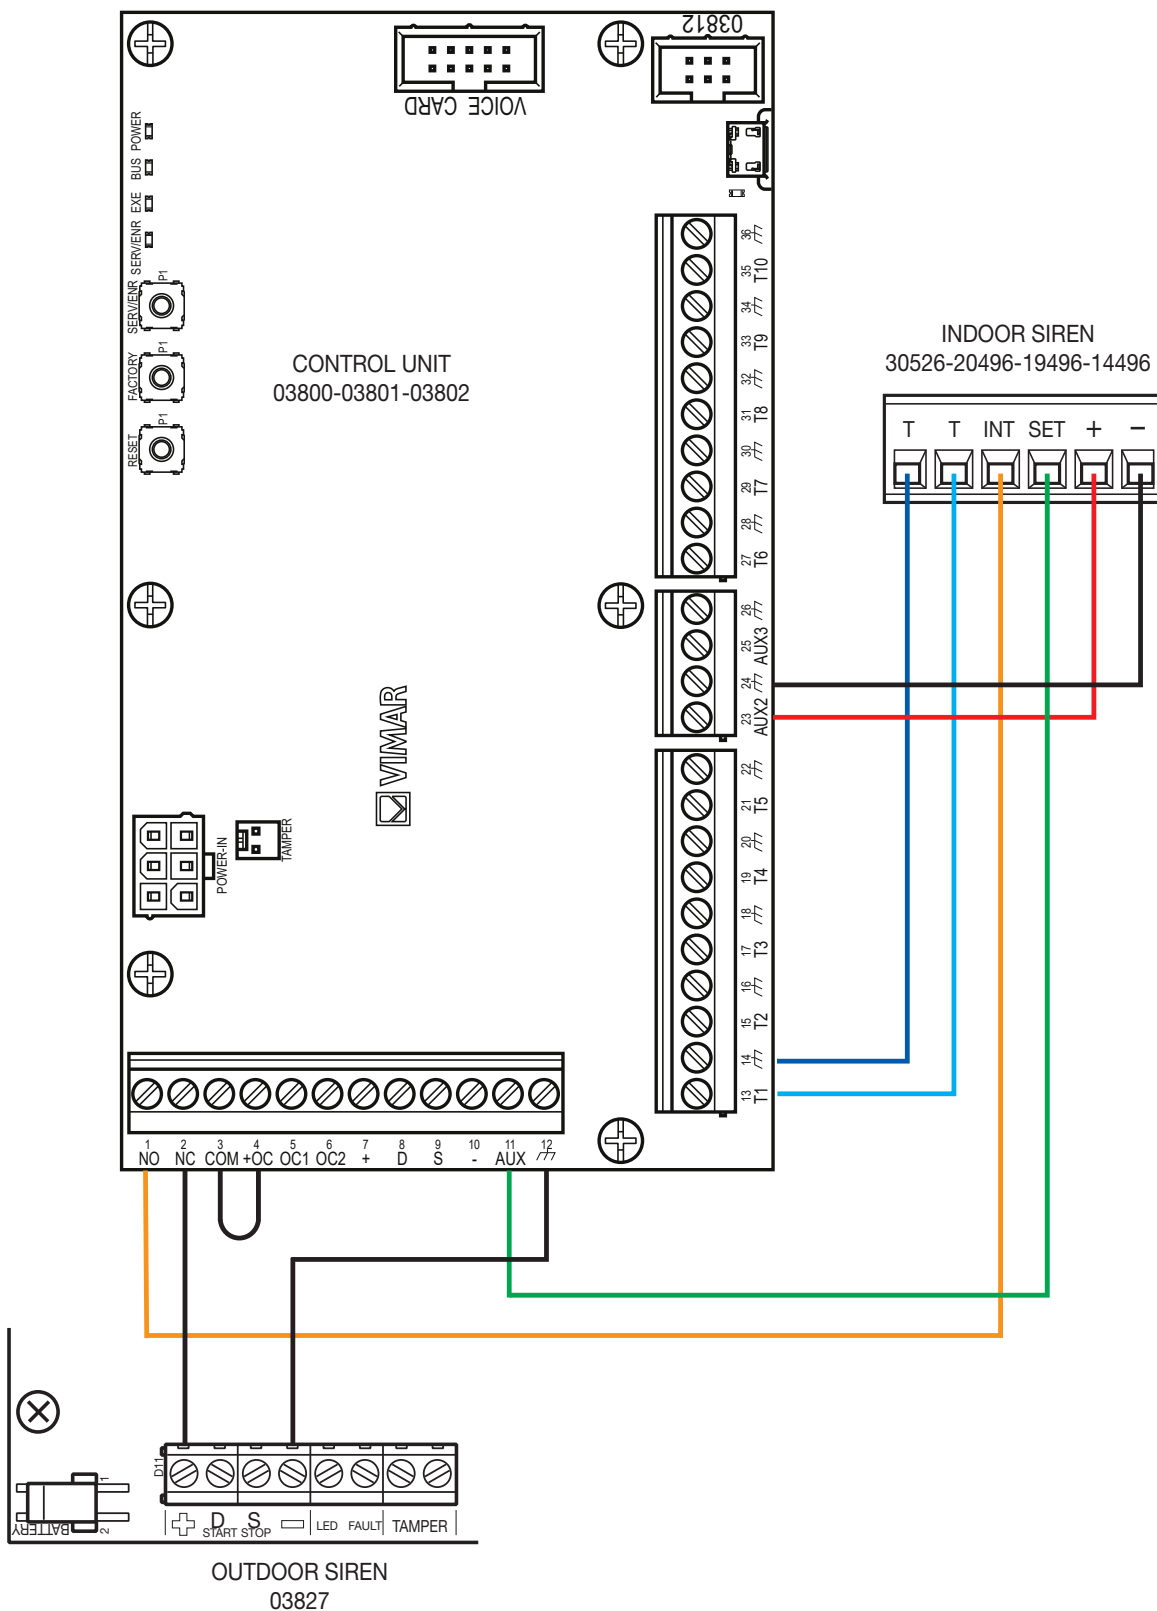 03812
VOICE CARD
POWER
BUS
EXE
SERV/ENR
SERV/ENR
P1
FACTORY
P1
RESET
P1
CONTROL UNIT
03800-03801-03802
36
35 T10
34
33 T9
32
31 T8
30
29 T7
28
27 T6
26
25 AUX3
24
23 AUX2
22
21 T5
20
19 T4
18
17 T3
16
15 T2
14
13 T1
INDOOR SIREN
30526-20496-19496-14496
T T INT SET + −
VIMAR
POWER-IN
TAMPER
1 2 3 4 5 6 7 8 9 10 11 12
NO NC COM +OC OC1 OC2 + D S - AUX
D11
BATTERY
1
2
D S
START STOP LED FAULT TAMPER
OUTDOOR SIREN
03827